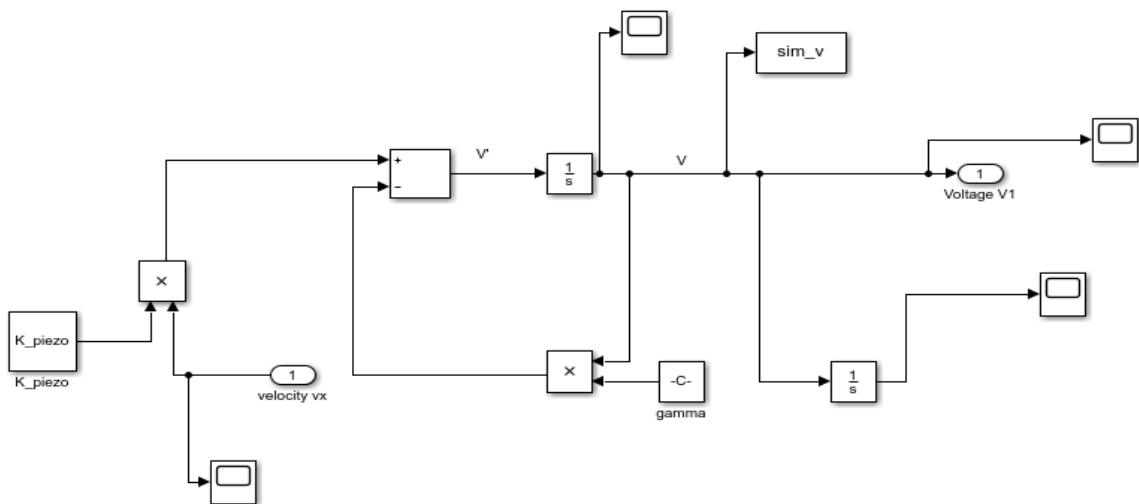 sim_v
+
V'
1
s
V
−
1
Voltage V1
×
K_piezo
K_piezo
1
velocity vx
×
-C-
gamma
1
s